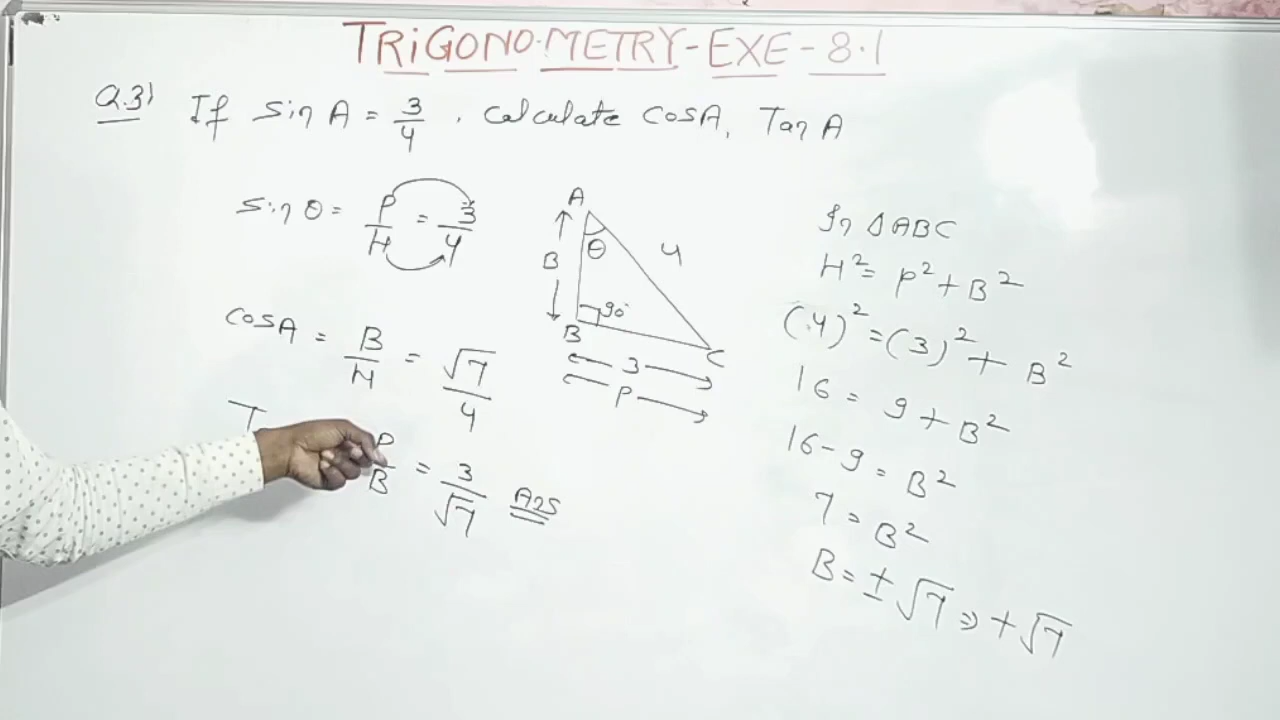 TRIGONOMETRY-EXE-8.1
Q.3) If sin A = 3/4 , Calculate CosA, Tan A
sin θ = P/H = 3/4
CosA = B/H = √7/4
T P/B = 3/√7 Ans
A
θ
4
B
90°
B
C
3
P
In ΔABC
H² = P² + B²
(4)² = (3)² + B²
16 = 9 + B²
16 - 9 = B²
7 = B²
B = ± √7 ⇒ + √7